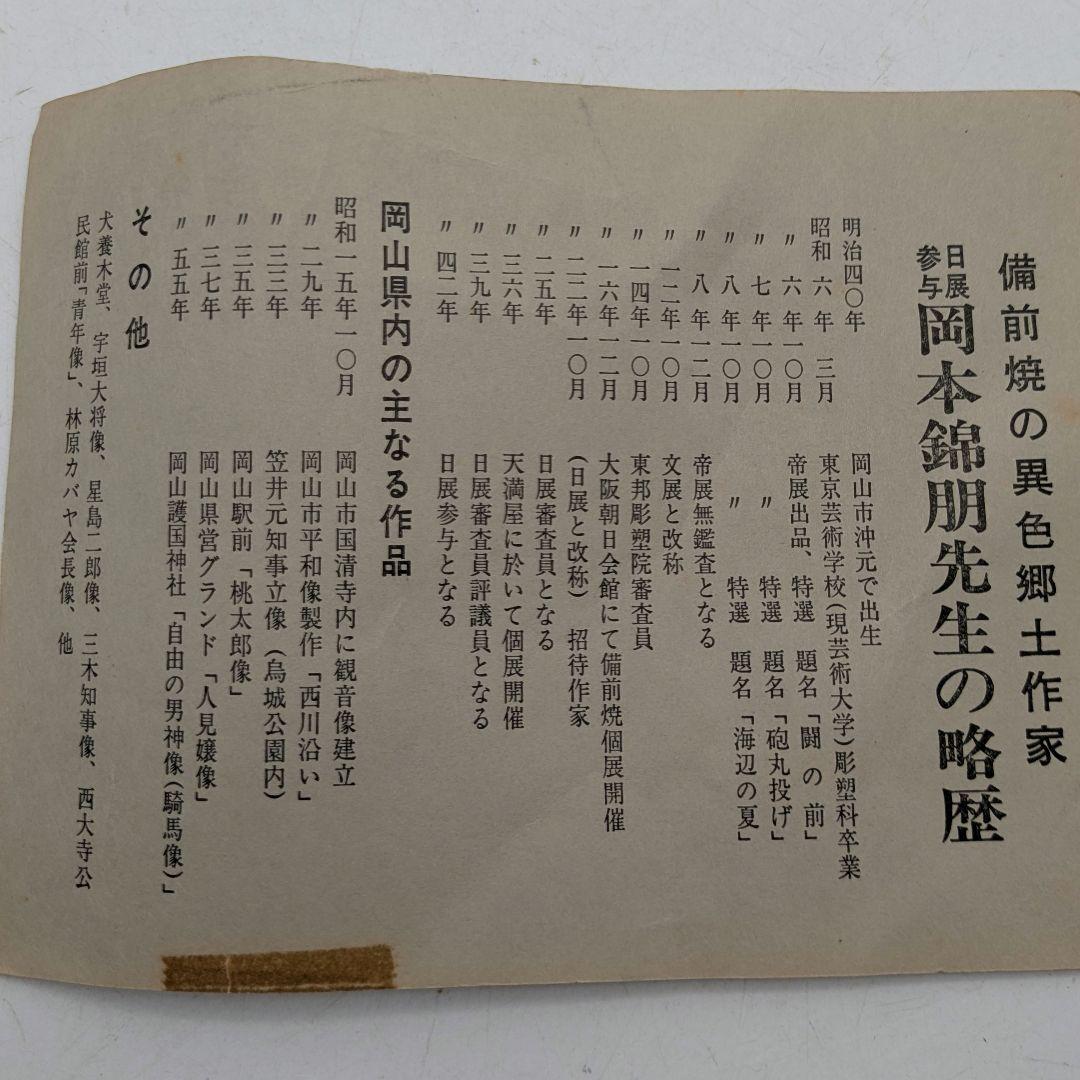 備前焼の異色郷土作家
日展参与 岡本錦朋先生の略歴
明治四〇年 岡山市沖元で出生
昭和 六年 三月 東京芸術学校(現芸術大学)彫塑科卒業
〃 六年一〇月 帝展出品、特選 題名「闘の前」
〃 七年一〇月 〃 特選 題名「砲丸投げ」
〃 八年一〇月 〃 特選 題名「海辺の夏」
〃 八年一二月 帝展無鑑査となる
〃 一二年一〇月 文展と改称
〃 一四年一〇月 東邦彫塑院審査員
〃 一六年一二月 大阪朝日会館にて備前焼個展開催
〃 二二年一〇月 (日展と改称) 招待作家
〃 二五年 日展審査員となる
〃 三六年 天満屋に於いて個展開催
〃 三九年 日展審査員評議員となる
〃 四二年 日展参与となる
岡山県内の主なる作品
昭和一五年一〇月 岡山市国清寺内に観音像建立
〃 二九年 岡山市平和像製作「西川沿い」
〃 三三年 笠井元知事立像(烏城公園内)
〃 三五年 岡山駅前「桃太郎像」
〃 三七年 岡山県営グランド「人見嬢像」
〃 五五年 岡山護国神社「自由の男神像(騎馬像)」
その他
犬養木堂、宇垣大将像、星島二郎像、三木知事像、西大寺公
民館前「青年像」、林原カバヤ会長像、他